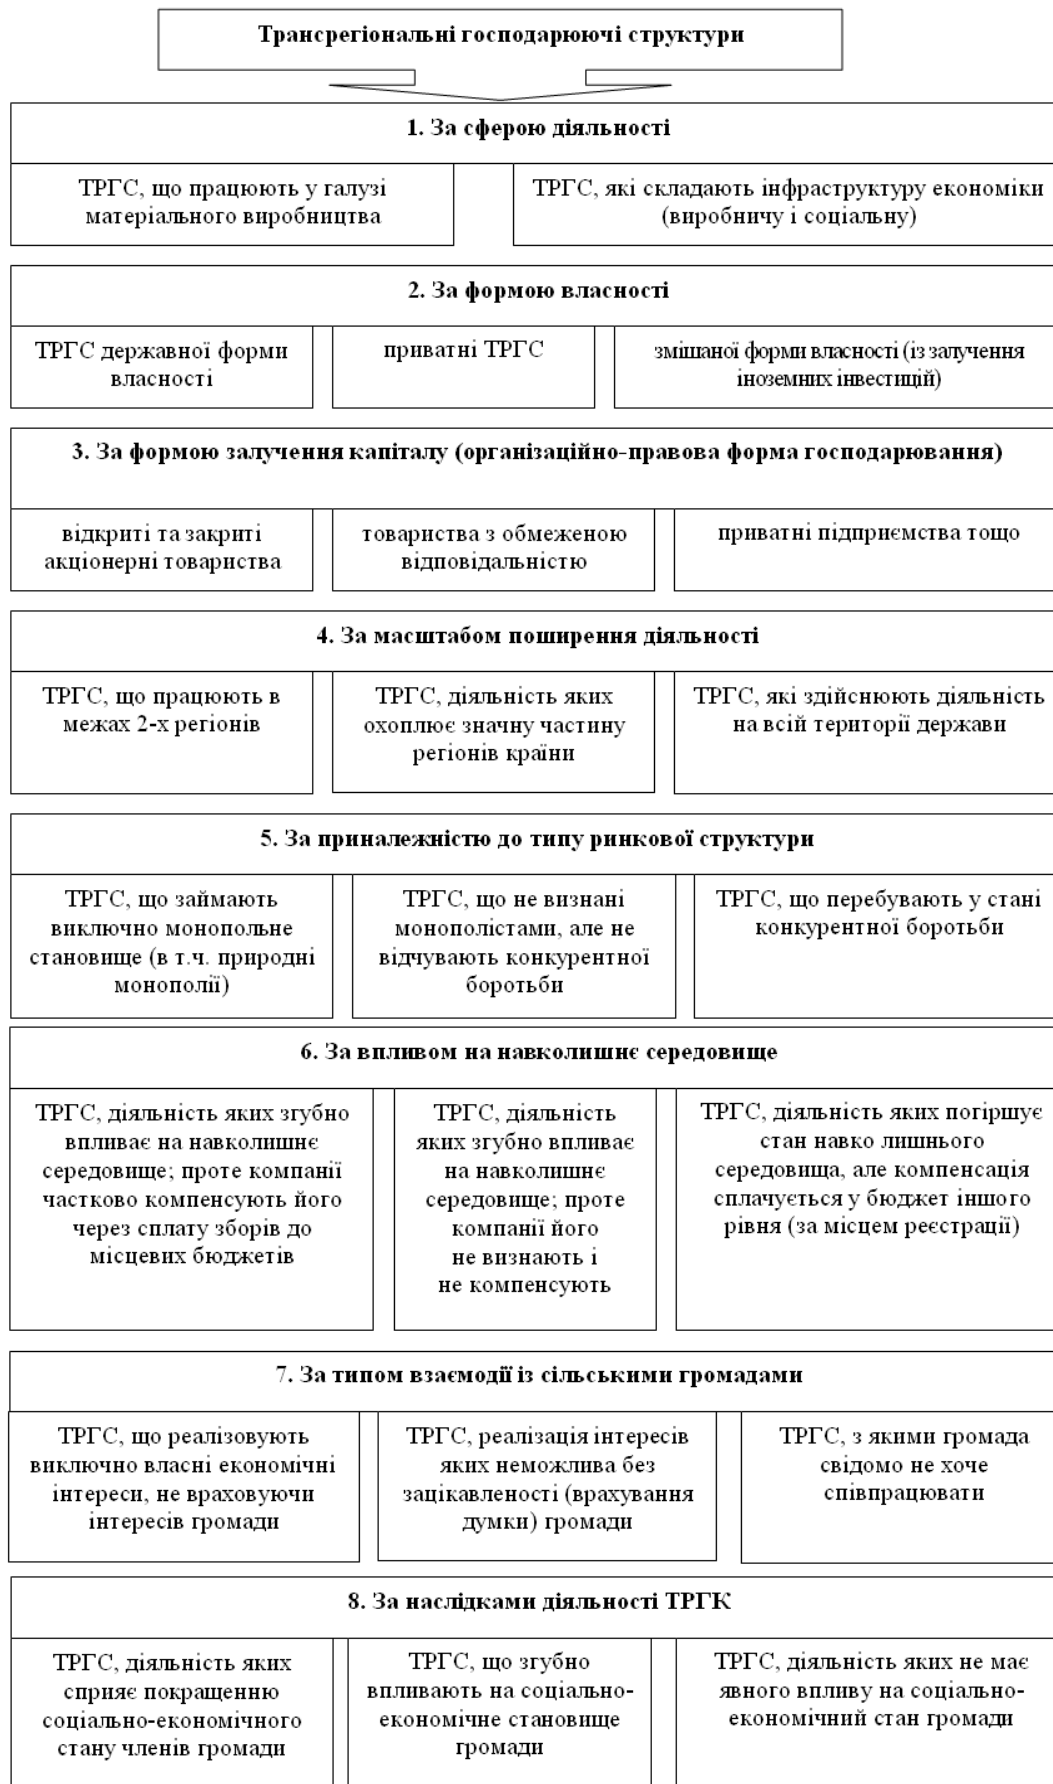 Трансрегіональні господарюючі структури
1. За сферою діяльності
ТРГС, що працюють у галузі
матеріального виробництва
ТРГС, які складають інфраструктуру економіки
(виробничу і соціальну)
2. За формою власності
ТРГС державної форми
власності
приватні ТРГС
змішаної форми власності (із залучення
іноземних інвестицій)
3. За формою залучення капіталу (організаційно-правова форма господарювання)
відкриті та закриті
акціонерні товариства
товариства з обмеженою
відповідальністю
приватні підприємства тощо
4. За масштабом поширення діяльності
ТРГС, що працюють в
межах 2-х регіонів
ТРГС, діяльність яких
охоплює значну частину
регіонів країни
ТРГС, які здійснюють діяльність
на всій території держави
5. За приналежністю до типу ринкової структури
ТРГС, що займають
виключно монопольне
становище (в т.ч. природні
монополії)
ТРГС, що не визнані
монополістами, але не
відчувають конкурентної
боротьби
ТРГС, що перебувають у стані
конкурентної боротьби
6. За впливом на навколишнє середовище
ТРГС, діяльність яких згубно
впливає на навколишнє
середовище; проте компанії
частково компенсують його
через сплату зборів до
місцевих бюджетів
ТРГС, діяльність
яких згубно впливає
на навколишнє
середовище; проте
компанії його
не визнають і
не компенсують
ТРГС, діяльність яких погіршує
стан навко лишнього
середовища, але компенсація
сплачується у бюджет іншого
рівня (за місцем реєстрації)
7. За типом взаємодії із сільськими громадами
ТРГС, що реалізовують
виключно власні економічні
інтереси, не враховуючи
інтересів громади
ТРГС, реалізація інтересів
яких неможлива без
зацікавленості (врахування
думки) громади
ТРГС, з якими громада
свідомо не хоче
співпрацювати
8. За наслідками діяльності ТРГК
ТРГС, діяльність яких
сприяє покращенню
соціально-економічного
стану членів громади
ТРГС, що згубно
впливають на соціально-
економічне становище
громади
ТРГС, діяльність яких не має
явного впливу на соціально-
економічний стан громади